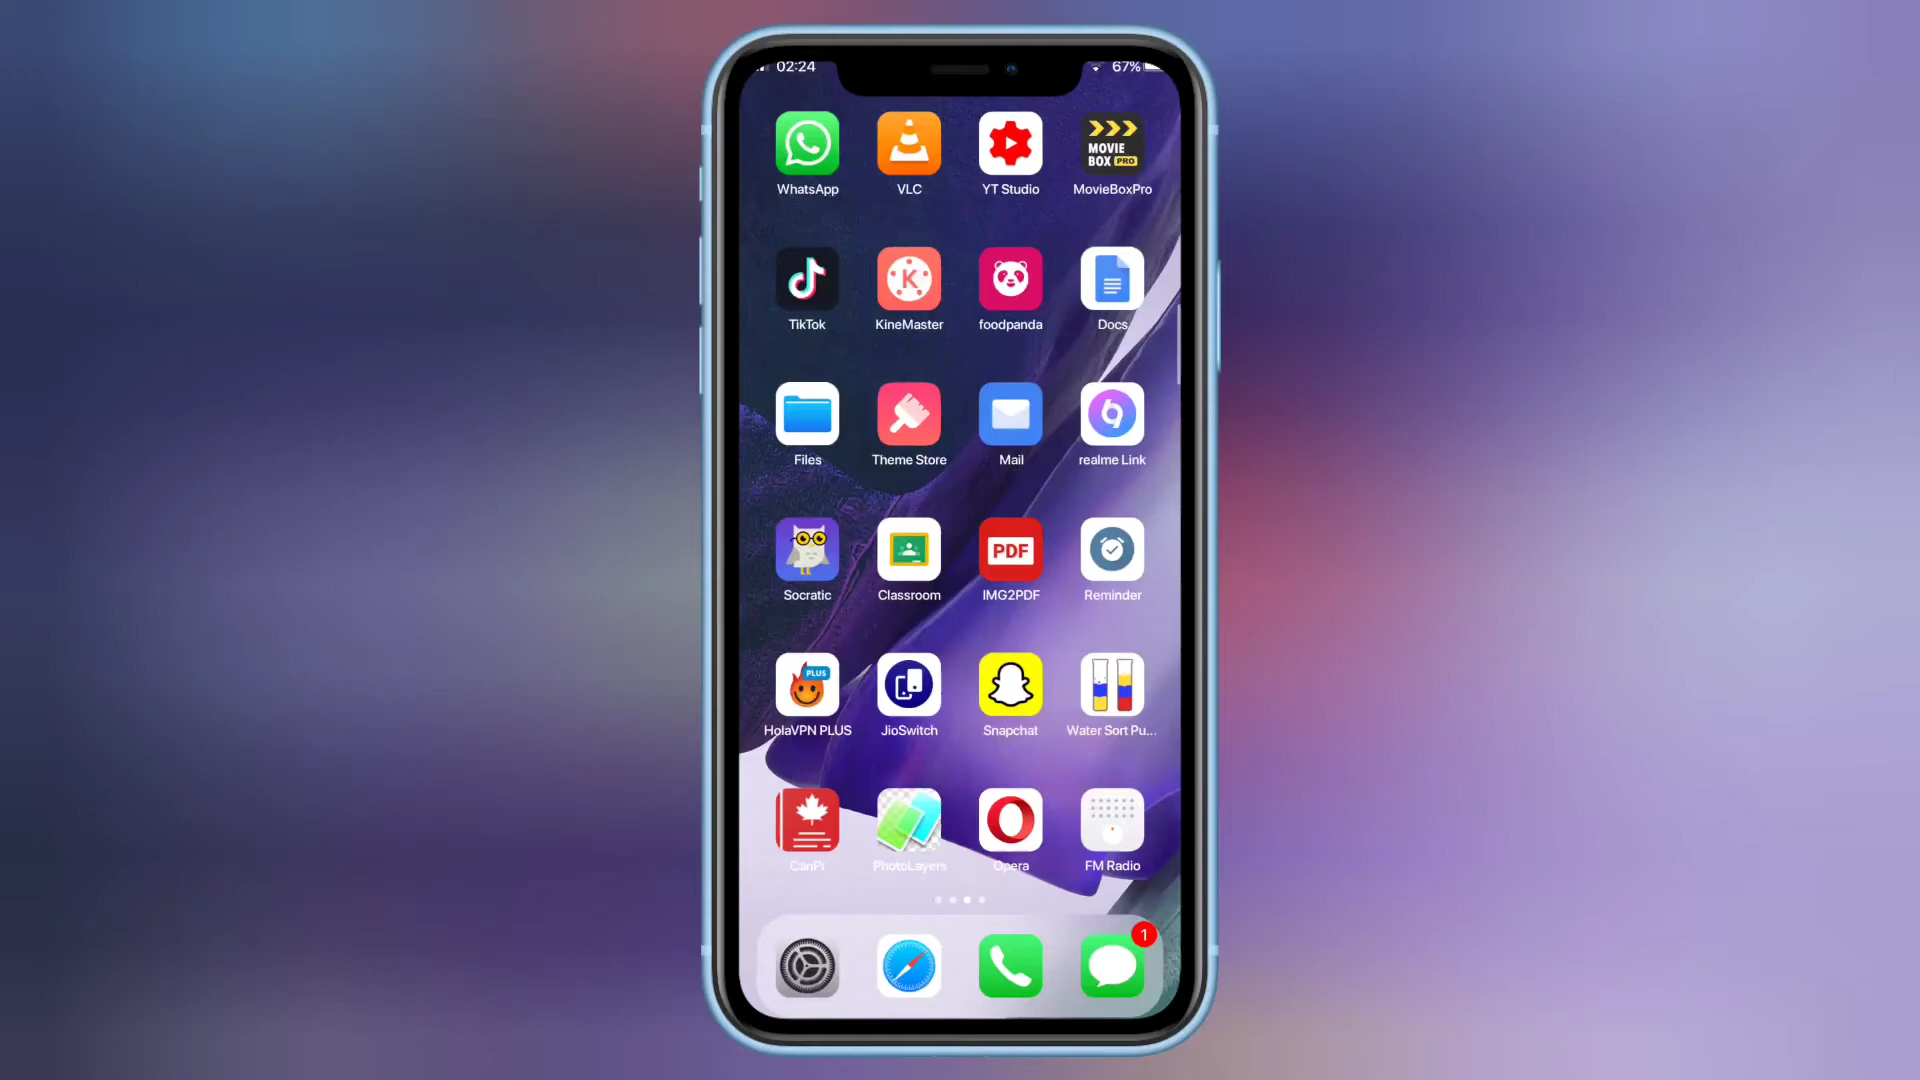 02:24 67%
MOVIE
BOX PRO
WhatsApp VLC YT Studio MovieBoxPro
K
TikTok KineMaster foodpanda Docs
Files Theme Store Mail realme Link
PDF
Socratic Classroom IMG2PDF Reminder
PLUS
HolaVPN PLUS JioSwitch Snapchat Water Sort Pu...
CanPr PhotoLayers Opera FM Radio
1